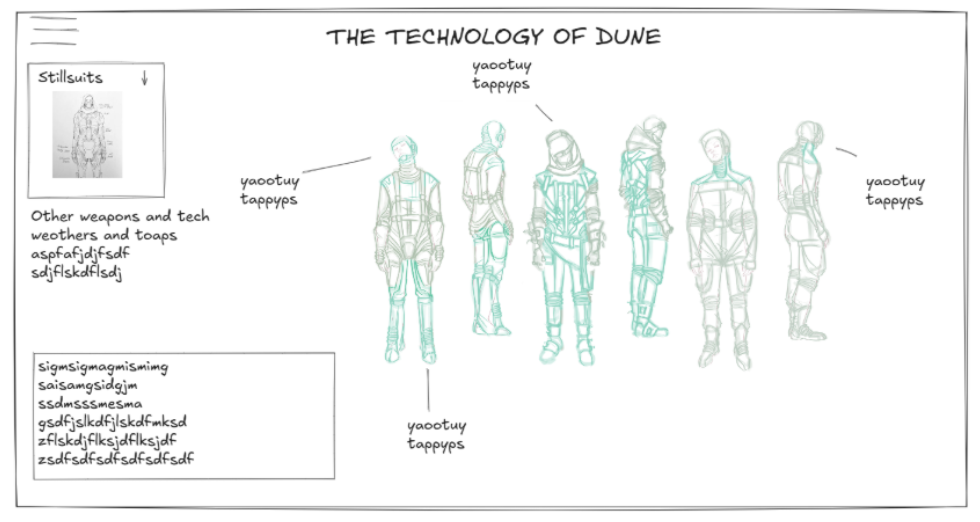 THE TECHNOLOGY OF DUNE
Stillsuits ↓
yaootuy
tappyps
yaootuy
tappyps
yaootuy
tappyps
Other weapons and tech
weothers and toaps
aspfafjdjfsdf
sdjflskdflsdj
sigmsigmagmismimg
saisamgsidgjm
ssdmsssmesma
gsdfjslkdfjlskdfmksd
zflskdjflksjdflksjdf
zsdfsdfsdfsdfsdfsdf
yaootuy
tappyps